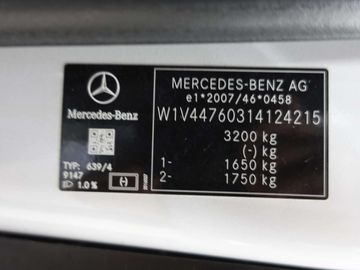 MERCEDES-BENZ AG
e1*2007/46*0458
Mercedes-Benz
W1V44760314124215
3200 kg
(-) kg
1- 1650 kg
2- 1750 kg
TYP: 639/4
9147
1.0 %